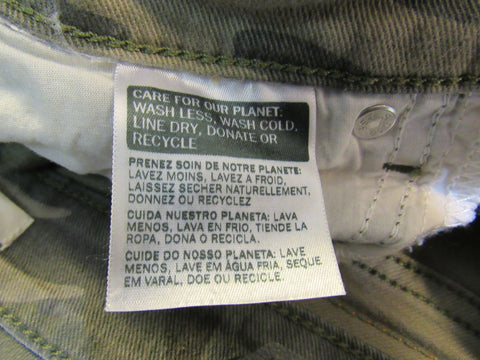 CARE FOR OUR PLANET:
WASH LESS, WASH COLD,
LINE DRY, DONATE OR
RECYCLE
PRENEZ SOIN DE NOTRE PLANETE:
LAVEZ MOINS, LAVEZ A FROID,
LAISSEZ SECHER NATURELLEMENT,
DONNEZ OU RECYCLEZ
CUIDA NUESTRO PLANETA: LAVA
MENOS, LAVA EN FRIO, TIENDE LA
ROPA, DONA O RECICLA.
CUIDE DO NOSSO PLANETA: LAVE
MENOS, LAVE EM ÁGUA FRIA, SEQUE
EM VARAL, DOE OU RECICLE.